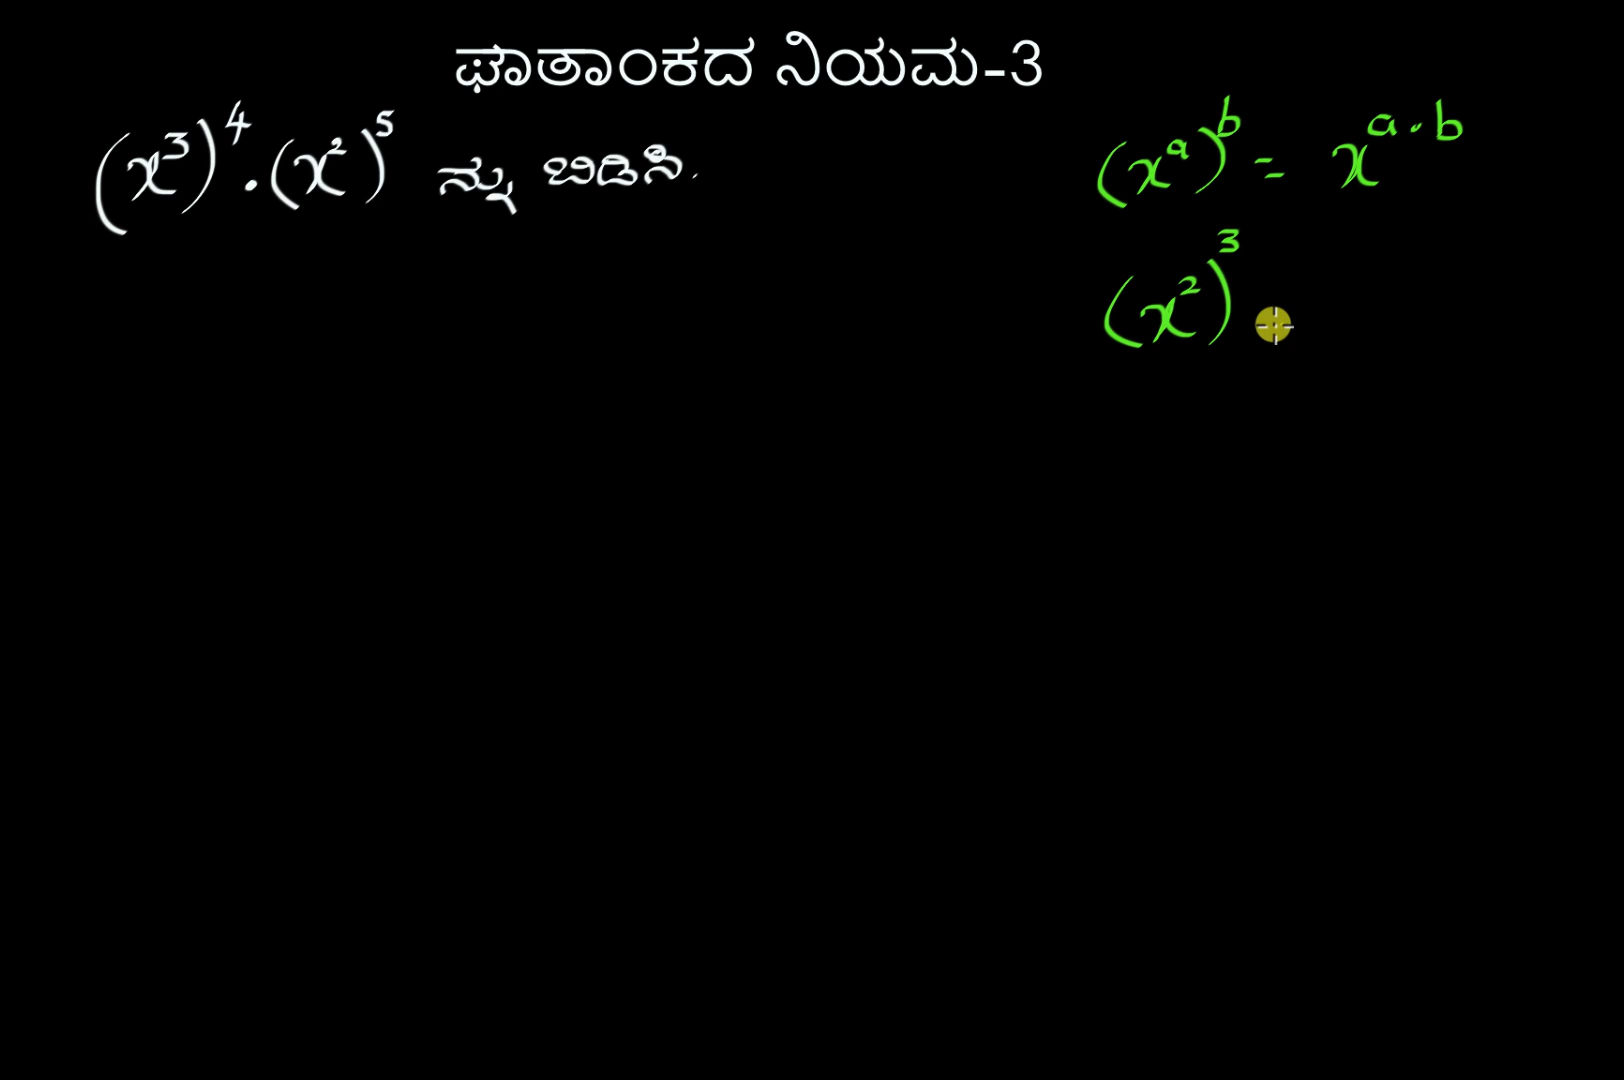 ಘಾತಾಂಕದ ನಿಯಮ-3
(x³)⁴ . (x²)⁵ ನ್ನು ಬಿಡಿಸಿ.
(xᵃ)ᵇ = xᵃ·ᵇ
(x²)³